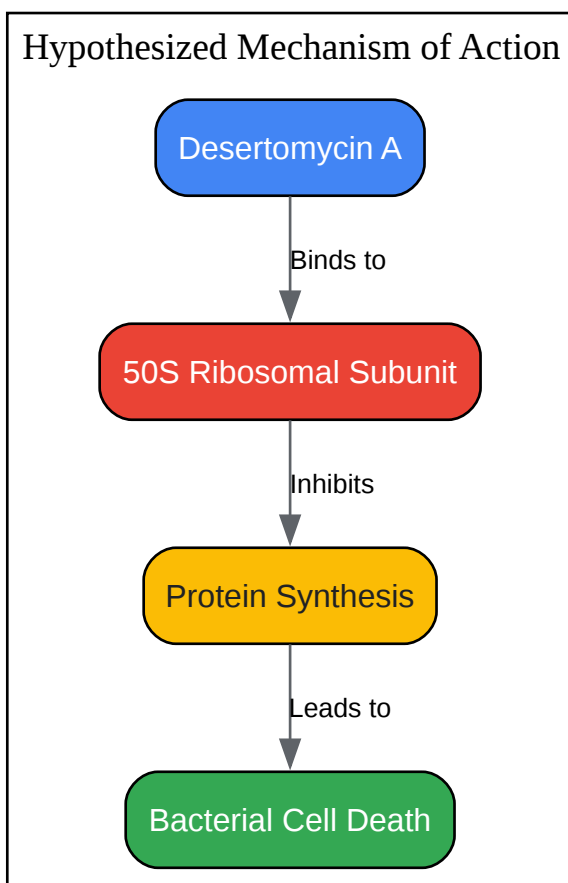 Hypothesized Mechanism of Action
Desertomycin A
Binds to
50S Ribosomal Subunit
Inhibits
Protein Synthesis
Leads to
Bacterial Cell Death